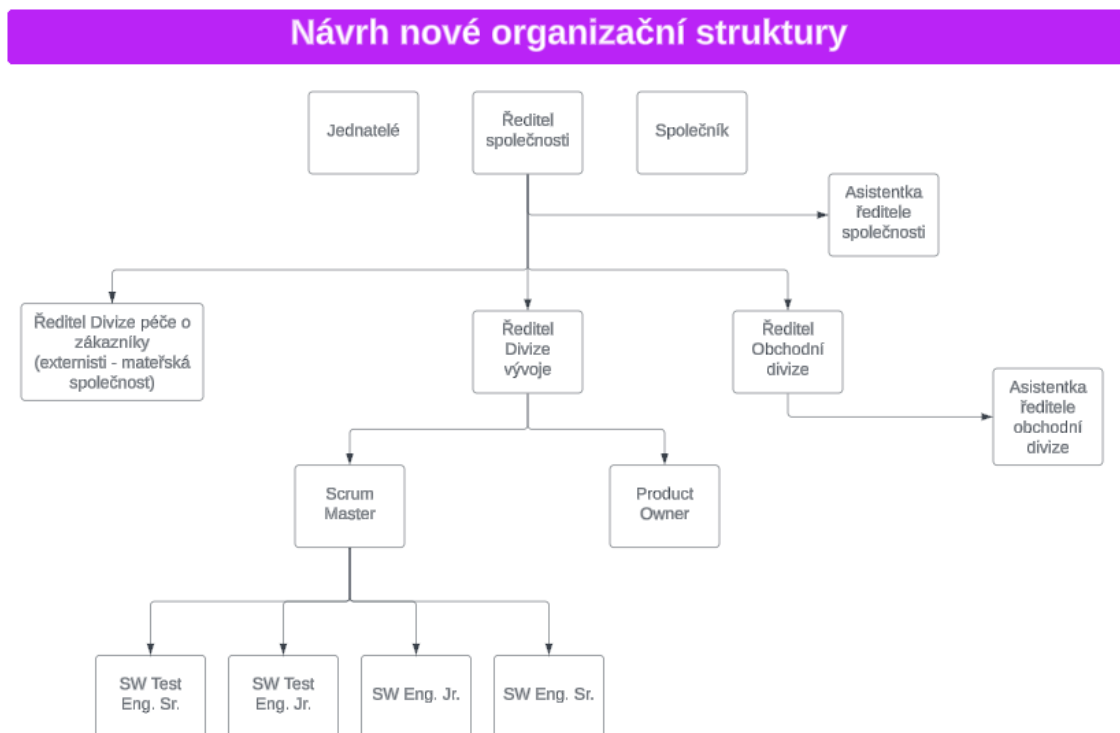 Návrh nové organizační struktury
Jednatelé
Ředitel
společnosti
Společník
Asistentka
ředitele
společnosti
Ředitel Divize péče o
zákazníky
(externisti - mateřská
společnost)
Ředitel
Divize
vývoje
Ředitel
Obchodní
divize
Asistentka
ředitele
obchodní
divize
Scrum
Master
Product
Owner
SW Test
Eng. Sr.
SW Test
Eng. Jr.
SW Eng. Jr.
SW Eng. Sr.